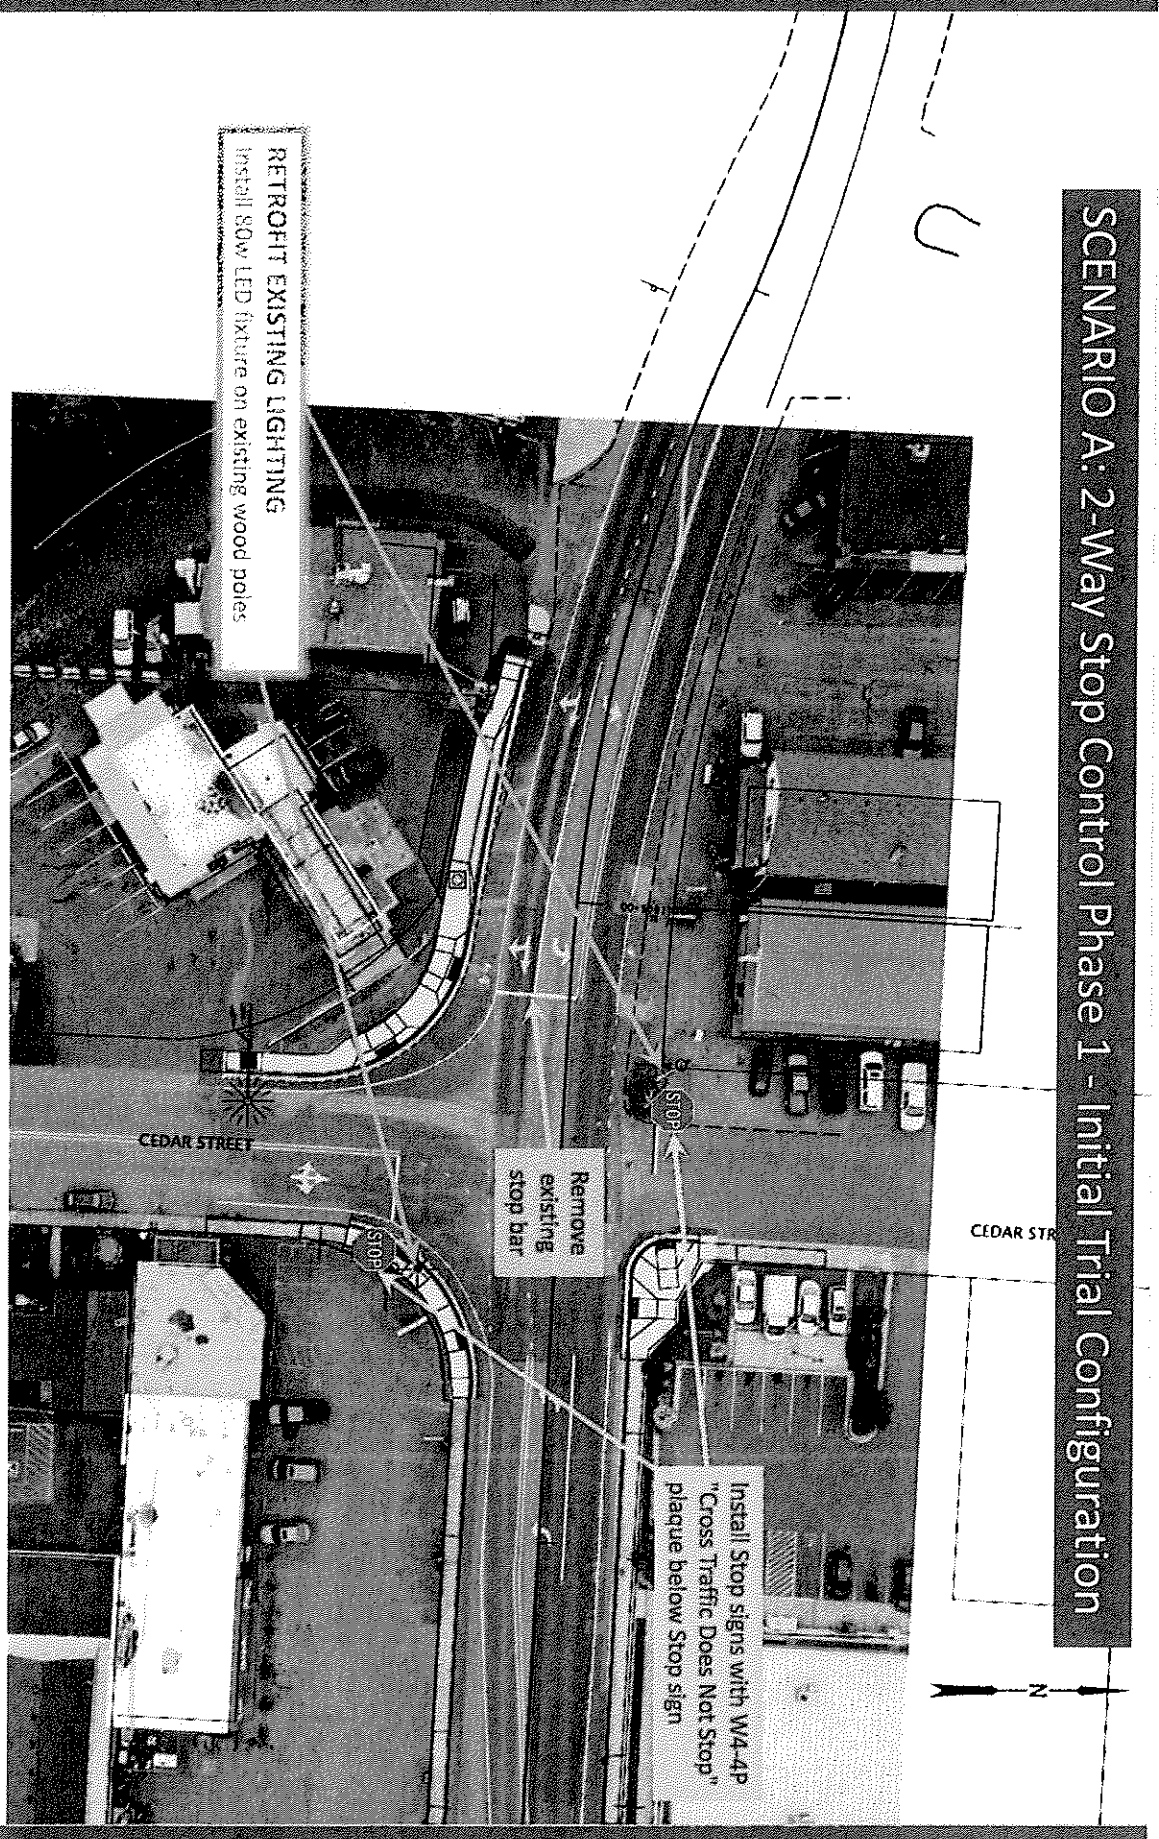 SCENARIO A: 2-Way Stop Control Phase 1 - Initial Trial Configuration
RETROFIT EXISTING LIGHTING
Install 80w LED fixture on existing wood poles
Install Stop signs with W4-4P
"Cross Traffic Does Not Stop"
plaque below Stop sign
Remove
existing
stop bar
STOP
STOP
CEDAR STREET
CEDAR STR
N